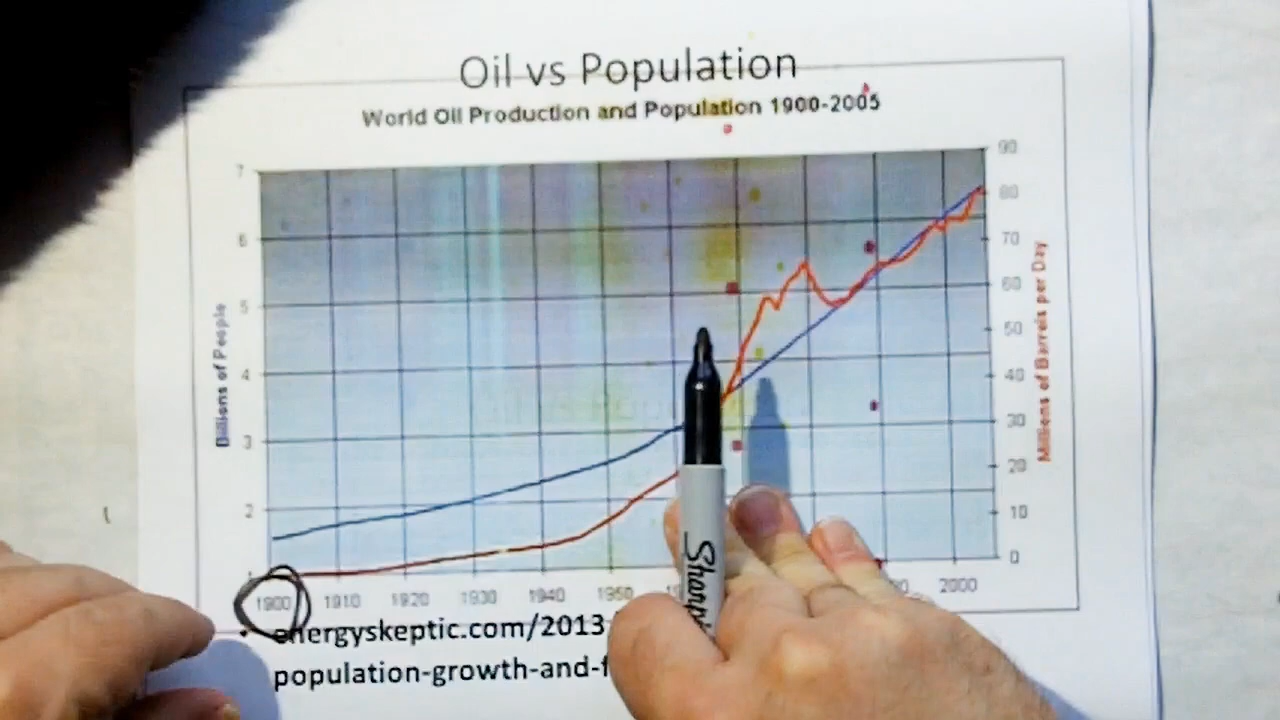 Oil vs Population
World Oil Production and Population 1900-2005
7
6
5
4
3
2
1
90
80
70
60
50
40
30
20
10
0
Billions of People
Millions of Barrels per Day
1900 1910 1920 1930 1940 1950 2000
• energyskeptic.com/2013
population-growth-and-f
Sharpi